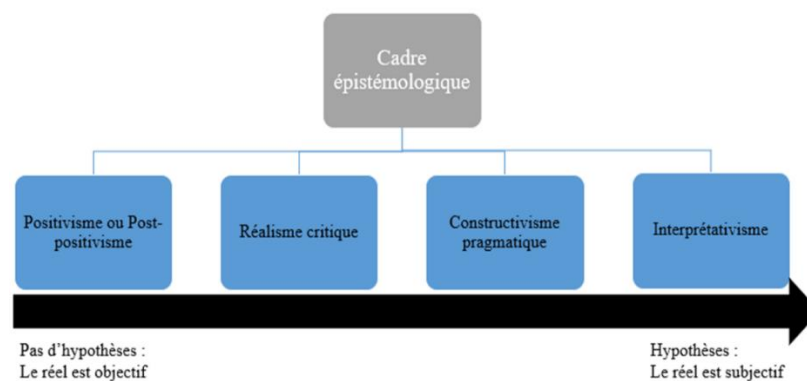 Cadre
épistémologique
Positivisme ou Post-
positivisme
Réalisme critique
Constructivisme
pragmatique
Interprétativisme
Pas d'hypothèses :
Le réel est objectif
Hypothèses :
Le réel est subjectif